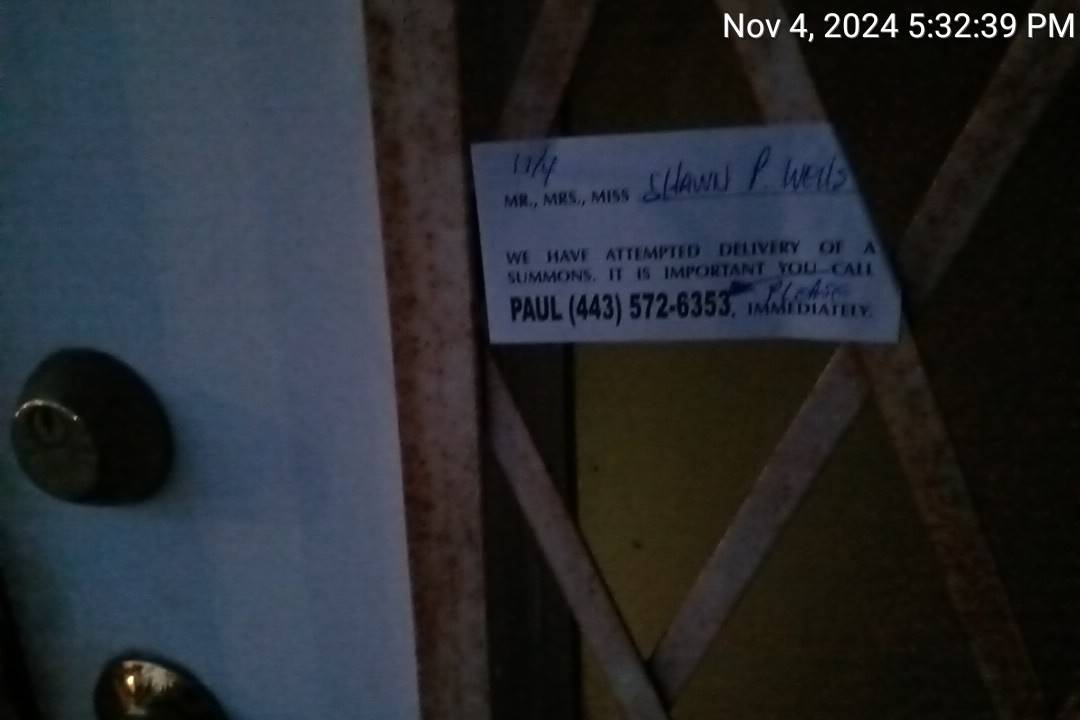 Nov 4, 2024 5:32:39 PM
11/4
MR., MRS., MISS SHAWN P. WELLS
WE HAVE ATTEMPTED DELIVERY OF A
SUMMONS. IT IS IMPORTANT YOU CALL
PLEASE
PAUL (443) 572-6353, IMMEDIATELY.